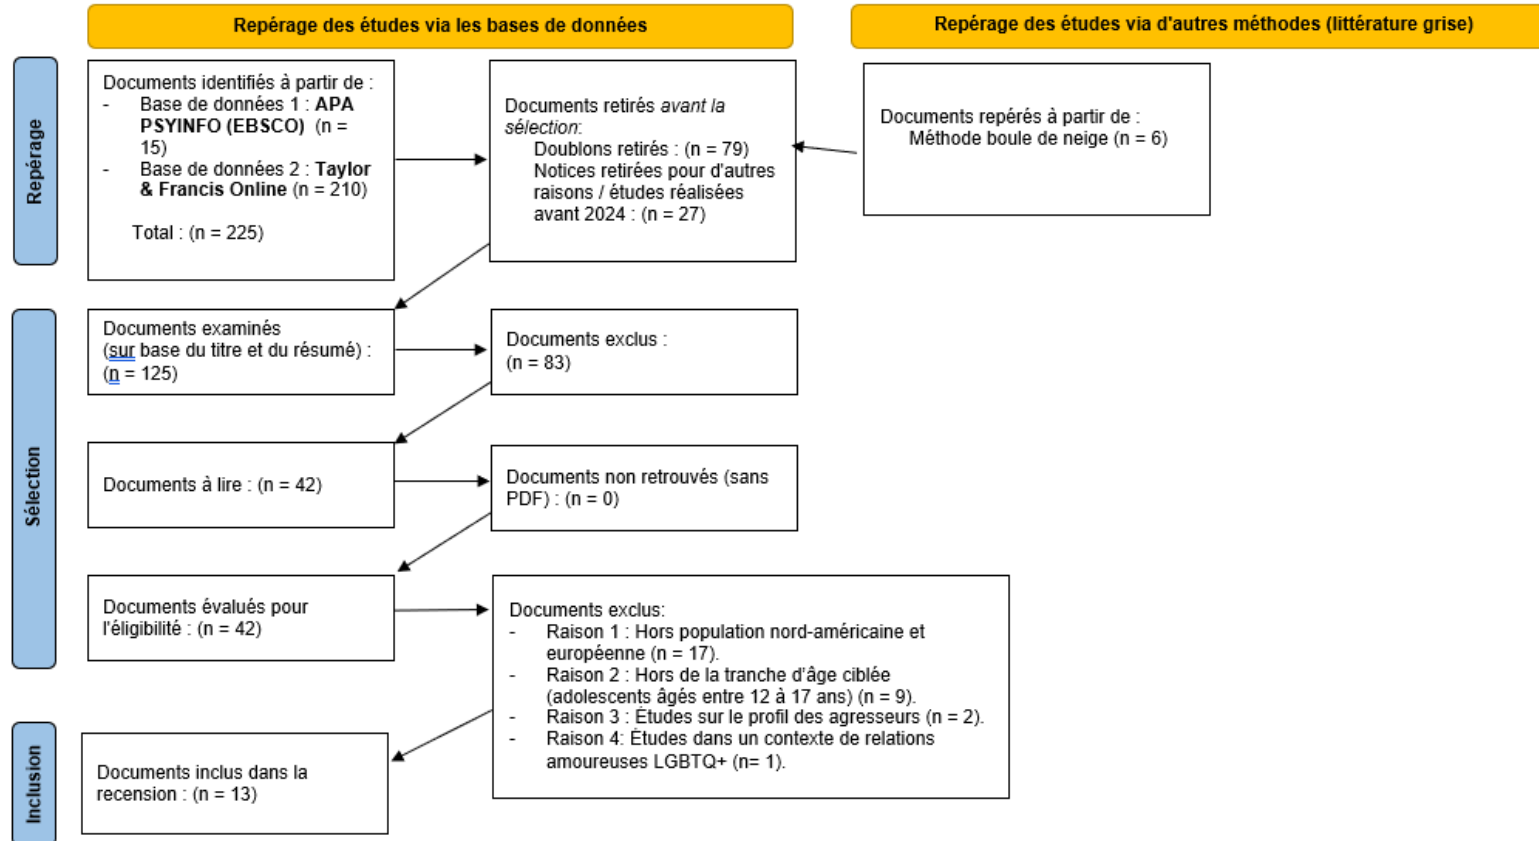 Repérage des études via les bases de données
Repérage des études via d'autres méthodes (littérature grise)
Repérage
Documents identifiés à partir de :
- Base de données 1 : APA
PSYINFO (EBSCO) (n =
15)
- Base de données 2 : Taylor
& Francis Online (n = 210)
Total : (n = 225)
Documents retirés avant la
sélection:
Doublons retirés : (n = 79)
Notices retirées pour d'autres
raisons / études réalisées
avant 2024 : (n = 27)
Documents repérés à partir de :
Méthode boule de neige (n = 6)
Sélection
Documents examinés
(sur base du titre et du résumé) :
(n = 125)
Documents exclus :
(n = 83)
Documents à lire : (n = 42)
Documents non retrouvés (sans
PDF) : (n = 0)
Documents évalués pour
l'éligibilité : (n = 42)
Documents exclus:
- Raison 1 : Hors population nord-américaine et
européenne (n = 17).
- Raison 2 : Hors de la tranche d'âge ciblée
(adolescents âgés entre 12 à 17 ans) (n = 9).
- Raison 3 : Études sur le profil des agresseurs (n = 2).
- Raison 4: Études dans un contexte de relations
amoureuses LGBTQ+ (n= 1).
Inclusion
Documents inclus dans la
recension : (n = 13)